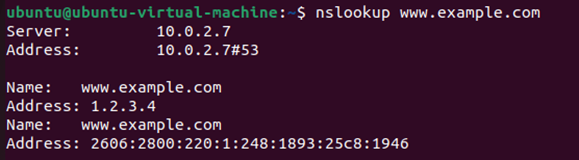 ubuntu@ubuntu-virtual-machine:~$ nslookup www.example.com
Server:         10.0.2.7
Address:        10.0.2.7#53

Name:   www.example.com
Address: 1.2.3.4
Name:   www.example.com
Address: 2606:2800:220:1:248:1893:25c8:1946